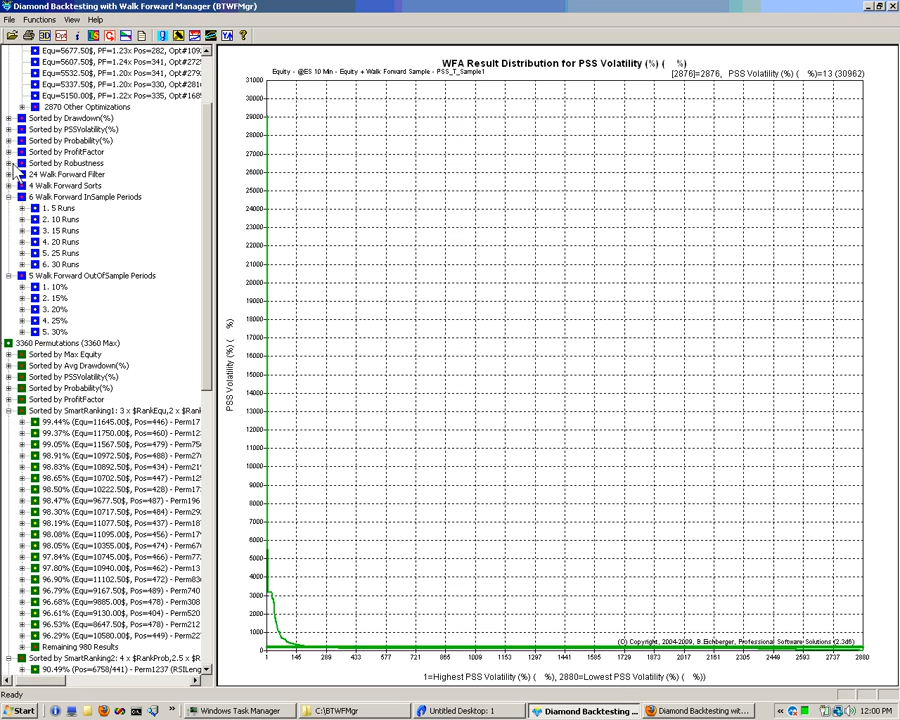 Diamond Backtesting with Walk Forward Manager (BTWFMgr)
File Functions View Help
3D Opt
Equ=5677.50$, PF=1.23x Pos=282, Opt#109
Equ=5607.50$, PF=1.24x Pos=341, Opt#272
Equ=5532.50$, PF=1.20x Pos=341, Opt#279
Equ=5337.50$, PF=1.20x Pos=330, Opt#281
Equ=5150.00$, PF=1.22x Pos=335, Opt#168
2870 Other Optimizations
Sorted by Drawdown(%)
Sorted by PSSVolatility(%)
Sorted by Probability(%)
Sorted by ProfitFactor
Sorted by Robustness
24 Walk Forward Filter
4 Walk Forward Sorts
6 Walk Forward InSample Periods
1. 5 Runs
2. 10 Runs
3. 15 Runs
4. 20 Runs
5. 25 Runs
6. 30 Runs
5 Walk Forward OutOfSample Periods
1. 10%
2. 15%
3. 20%
4. 25%
5. 30%
3360 Permutations (3360 Max)
Sorted by Max Equity
Sorted by Avg Drawdown(%)
Sorted by PSSVolatility(%)
Sorted by Probability(%)
Sorted by ProfitFactor
Sorted by SmartRanking1: 3 x $RankEqu,2 x $Ran
99.44% (Equ=11645.00$, Pos=446) - Perm17
99.37% (Equ=11750.00$, Pos=460) - Perm12
99.05% (Equ=11567.50$, Pos=479) - Perm75
98.91% (Equ=10972.50$, Pos=488) - Perm27
98.83% (Equ=10892.50$, Pos=434) - Perm21
98.65% (Equ=10702.50$, Pos=447) - Perm12
98.50% (Equ=10222.50$, Pos=428) - Perm17
98.47% (Equ=9677.50$, Pos=487) - Perm196
98.30% (Equ=10717.50$, Pos=484) - Perm29
98.19% (Equ=11077.50$, Pos=437) - Perm18
98.08% (Equ=11095.00$, Pos=456) - Perm17
98.05% (Equ=10355.00$, Pos=474) - Perm67
97.84% (Equ=10745.00$, Pos=466) - Perm77
97.80% (Equ=10940.00$, Pos=462) - Perm13
96.90% (Equ=11102.50$, Pos=472) - Perm83
96.79% (Equ=9167.50$, Pos=489) - Perm740
96.68% (Equ=9885.00$, Pos=478) - Perm308
96.61% (Equ=9130.00$, Pos=404) - Perm520
96.53% (Equ=8647.50$, Pos=478) - Perm212
96.29% (Equ=10580.00$, Pos=449) - Perm22
Remaining 980 Results
Sorted by SmartRanking2: 4 x $RankProb,2.5 x $R
90.49% (Pos=6758/441) - Perm1237 (RSILeng
WFA Result Distribution for PSS Volatility (%) ( %)
Equity - @ES 10 Min - Equity + Walk Forward Sample - PSS_T_Sample1
[2876]=2876, PSS Volatility (%) ( %)=13 (30962)
31000
30000
29000
28000
27000
26000
25000
24000
23000
22000
21000
20000
19000
18000
17000
16000
15000
14000
13000
12000
11000
10000
9000
8000
7000
6000
5000
4000
3000
2000
1000
0
PSS Volatility (%) ( %)
(C) Copyright, 2004-2009, B.Eichberger, Professional Software Solutions (2.3d6)
1 145 289 433 577 721 865 1009 1153 1297 1441 1585 1729 1873 2017 2161 2305 2449 2593 2737 2880
1=Highest PSS Volatility (%) ( %), 2880=Lowest PSS Volatility (%) ( %))
Ready
Start Windows Task Manager C:\BTWFMgr Untitled Desktop: 1 Diamond Backtesting ... Diamond Backtesting wit... 12:00 PM